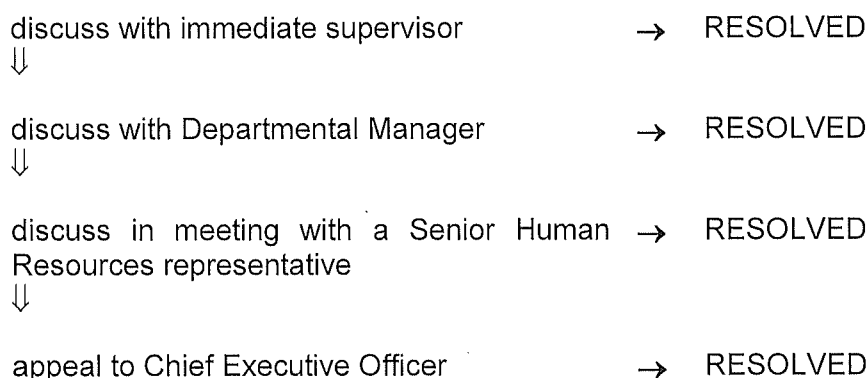 discuss with immediate supervisor → RESOLVED
⇓
discuss with Departmental Manager → RESOLVED
⇓
discuss in meeting with a Senior Human → RESOLVED
Resources representative
⇓
appeal to Chief Executive Officer → RESOLVED